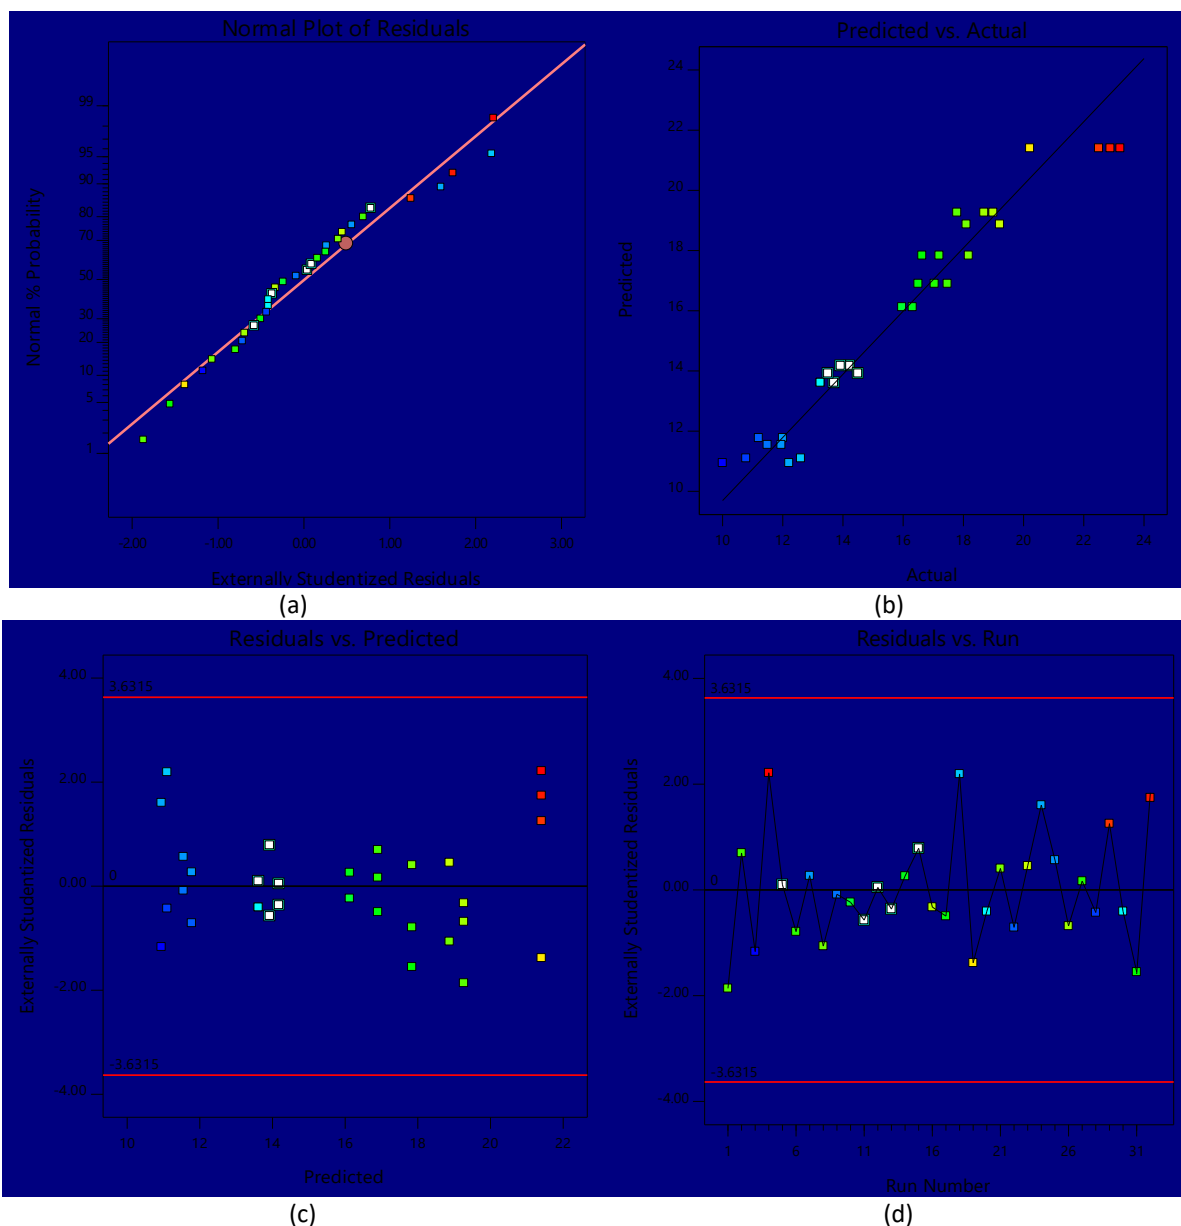 Normal Plot of Residuals
Normal % Probability
99
95
90
80
70
50
30
20
10
5
1
-2.00 -1.00 0.00 1.00 2.00 3.00
Externally Studentized Residuals
(a)
Predicted vs. Actual
Predicted
24
22
20
18
16
14
12
10
10 12 14 16 18 20 22 24
Actual
(b)
Residuals vs. Predicted
Externally Studentized Residuals
4.00
3.6315
2.00
0.00 0
-2.00
-3.6315
-4.00
10 12 14 16 18 20 22
Predicted
(c)
Residuals vs. Run
Externally Studentized Residuals
4.00
3.6315
2.00
0.00 0
-2.00
-3.6315
-4.00
1 6 11 16 21 26 31
Run Number
(d)